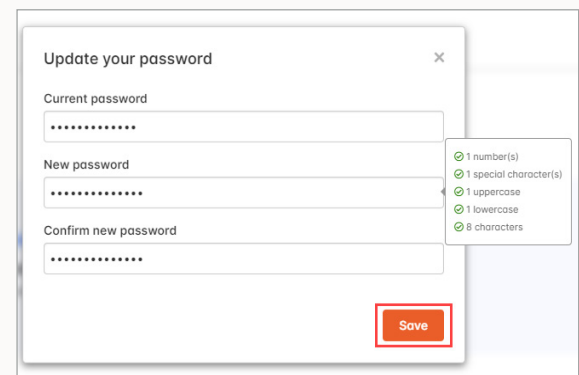 Update your password
×
Current password
•••••••••••••
New password
••••••••••••••
Confirm new password
••••••••••••••
1 number(s)
1 special character(s)
1 uppercase
1 lowercase
8 characters
Save